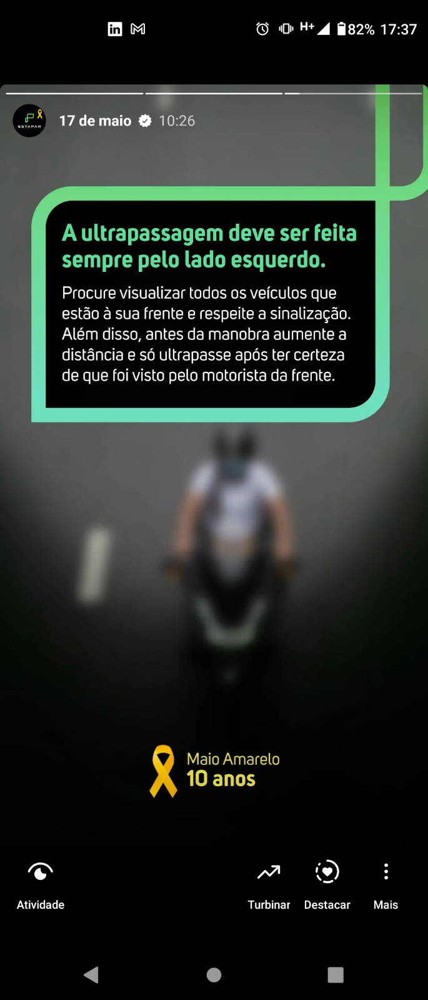 H+ 82% 17:37
ESTAPAR
17 de maio 10:26
A ultrapassagem deve ser feita
sempre pelo lado esquerdo.
Procure visualizar todos os veículos que
estão à sua frente e respeite a sinalização.
Além disso, antes da manobra aumente a
distância e só ultrapasse após ter certeza
de que foi visto pelo motorista da frente.
Maio Amarelo
10 anos
Atividade Turbinar Destacar Mais